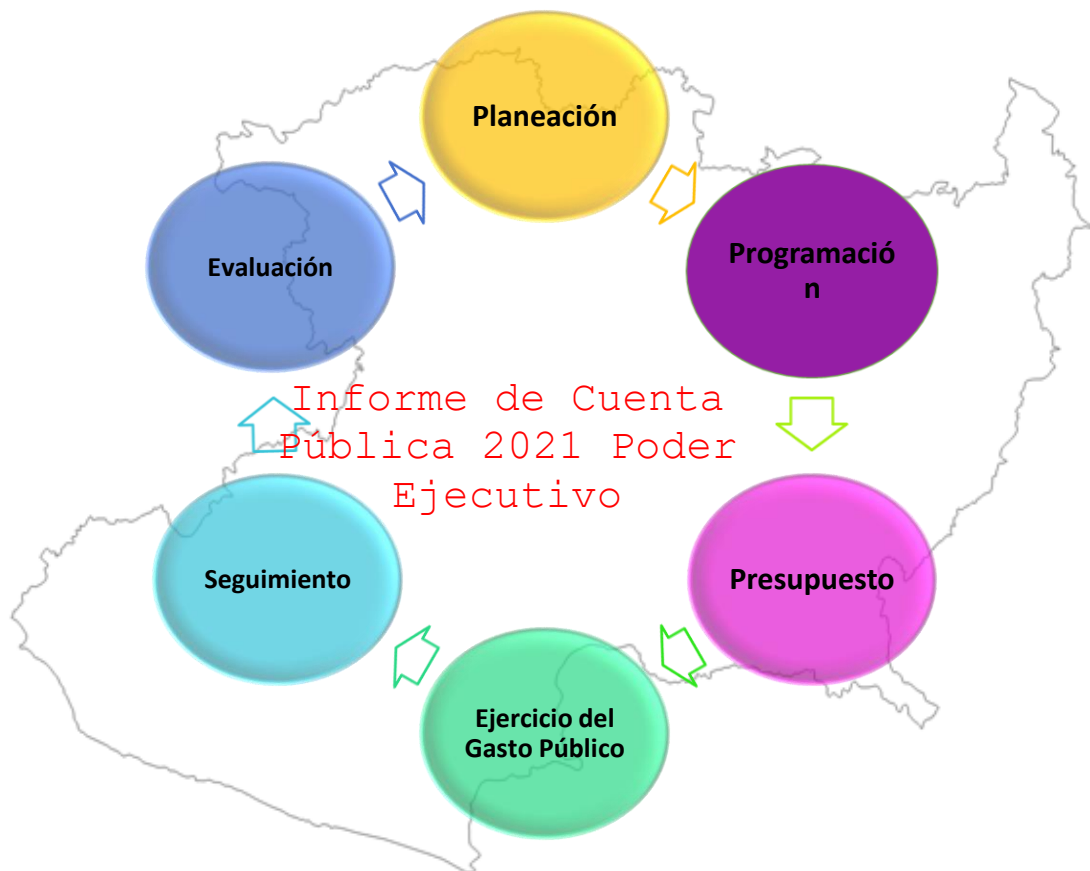 Planeación
Programació
n
Evaluación
Informe de Cuenta
Pública 2021 Poder
Ejecutivo
Seguimiento
Presupuesto
Ejercicio del
Gasto Público